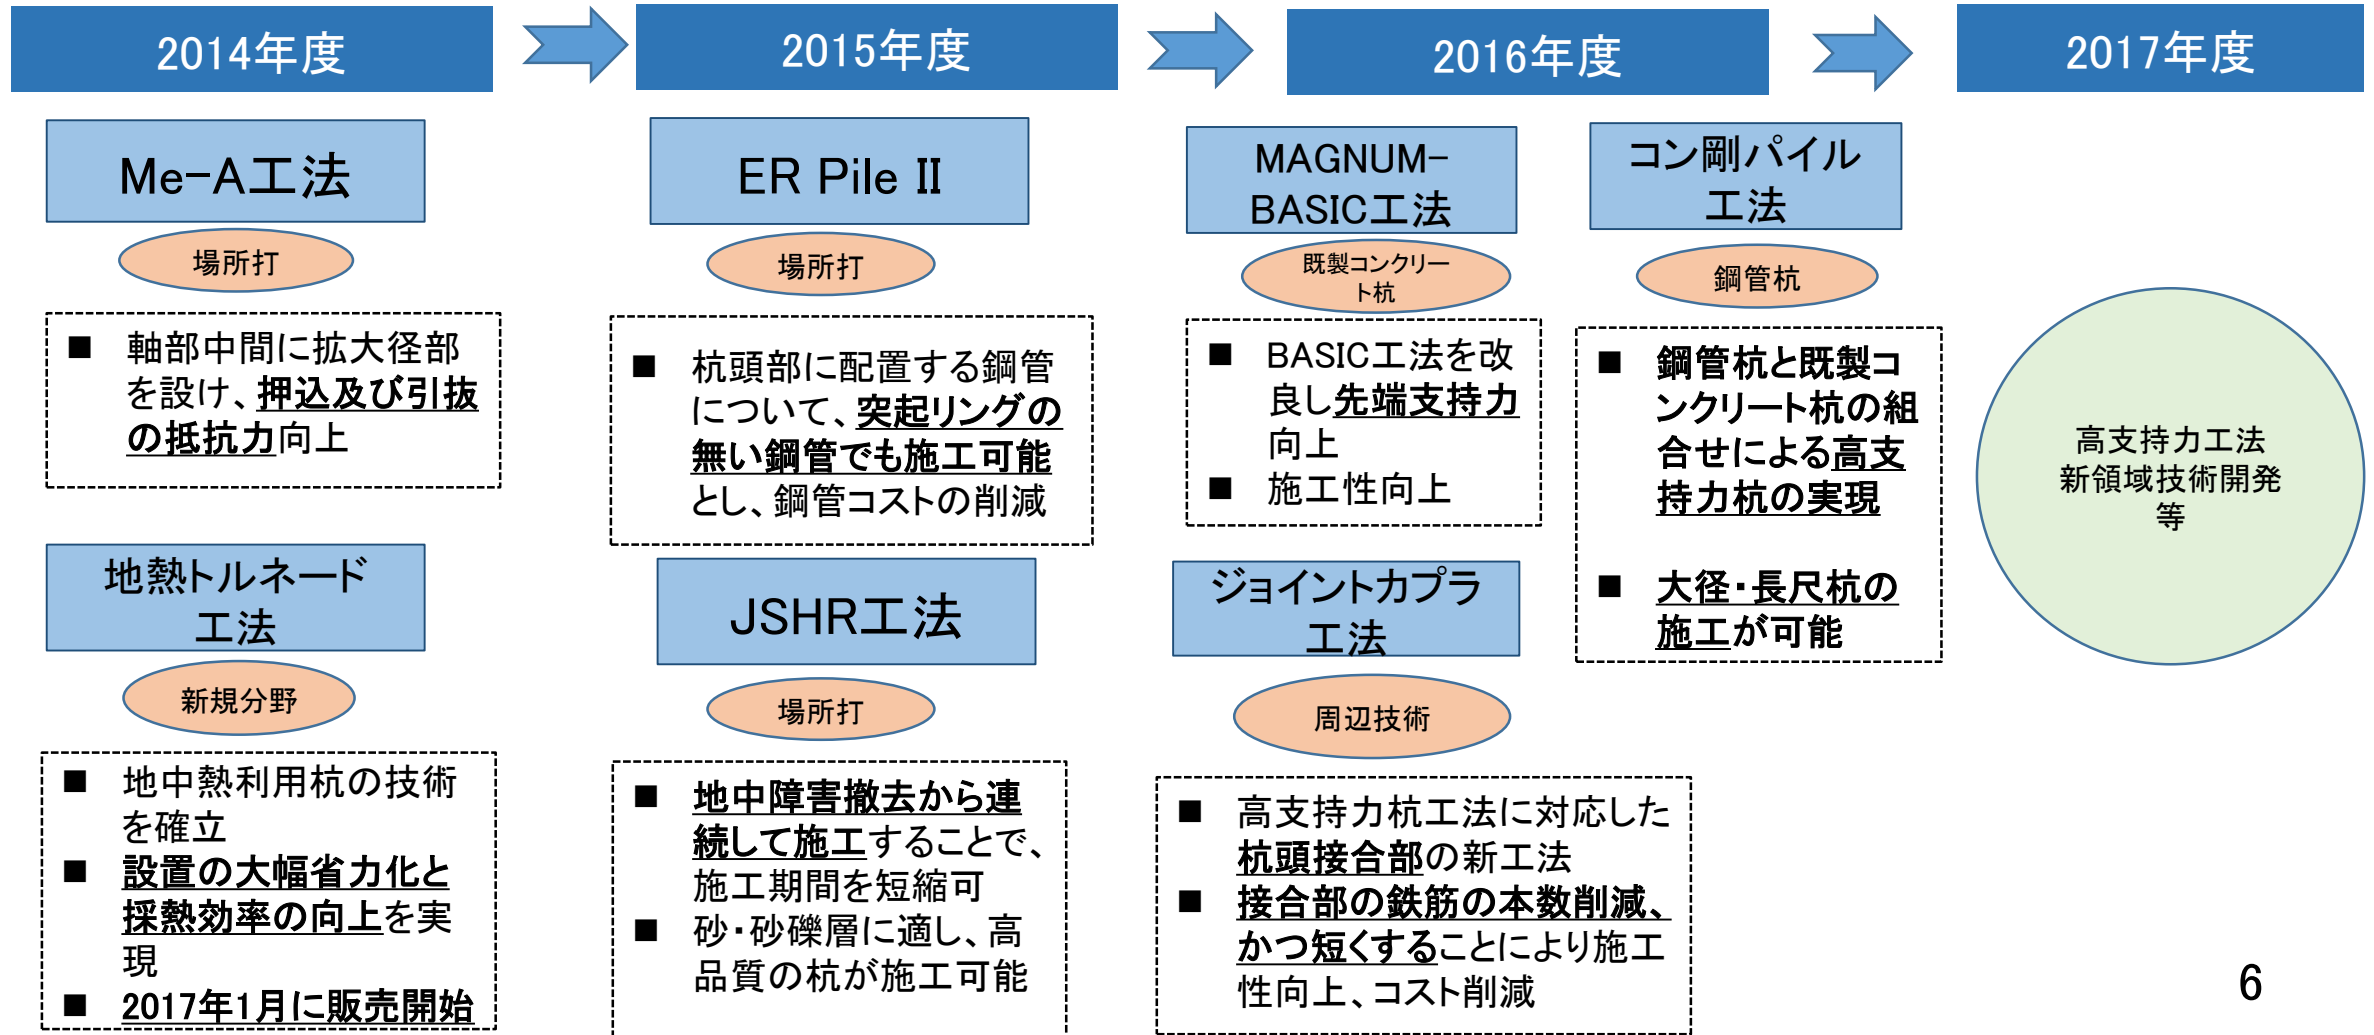 2014年度
2015年度
2016年度
2017年度
Me-A工法
場所打
■ 軸部中間に拡大径部
を設け、押込及び引抜
の抵抗力向上
地熱トルネード
工法
新規分野
■ 地中熱利用杭の技術
を確立
■ 設置の大幅省力化と
採熱効率の向上を実
現
■ 2017年1月に販売開始
ER Pile II
場所打
■ 杭頭部に配置する鋼管
について、突起リングの
無い鋼管でも施工可能
とし、鋼管コストの削減
JSHR工法
場所打
■ 地中障害撤去から連
続して施工することで、
施工期間を短縮可
■ 砂・砂礫層に適し、高
品質の杭が施工可能
MAGNUM-
BASIC工法
既製コンクリー
ト杭
■ BASIC工法を改
良し先端支持力
向上
■ 施工性向上
ジョイントカプラ
工法
周辺技術
■ 高支持力杭工法に対応した
杭頭接合部の新工法
■ 接合部の鉄筋の本数削減、
かつ短くすることにより施工
性向上、コスト削減
コン剛パイル
工法
鋼管杭
■ 鋼管杭と既製コ
ンクリート杭の組
合せによる高支
持力杭の実現
■ 大径・長尺杭の
施工が可能
高支持力工法
新領域技術開発
等
6